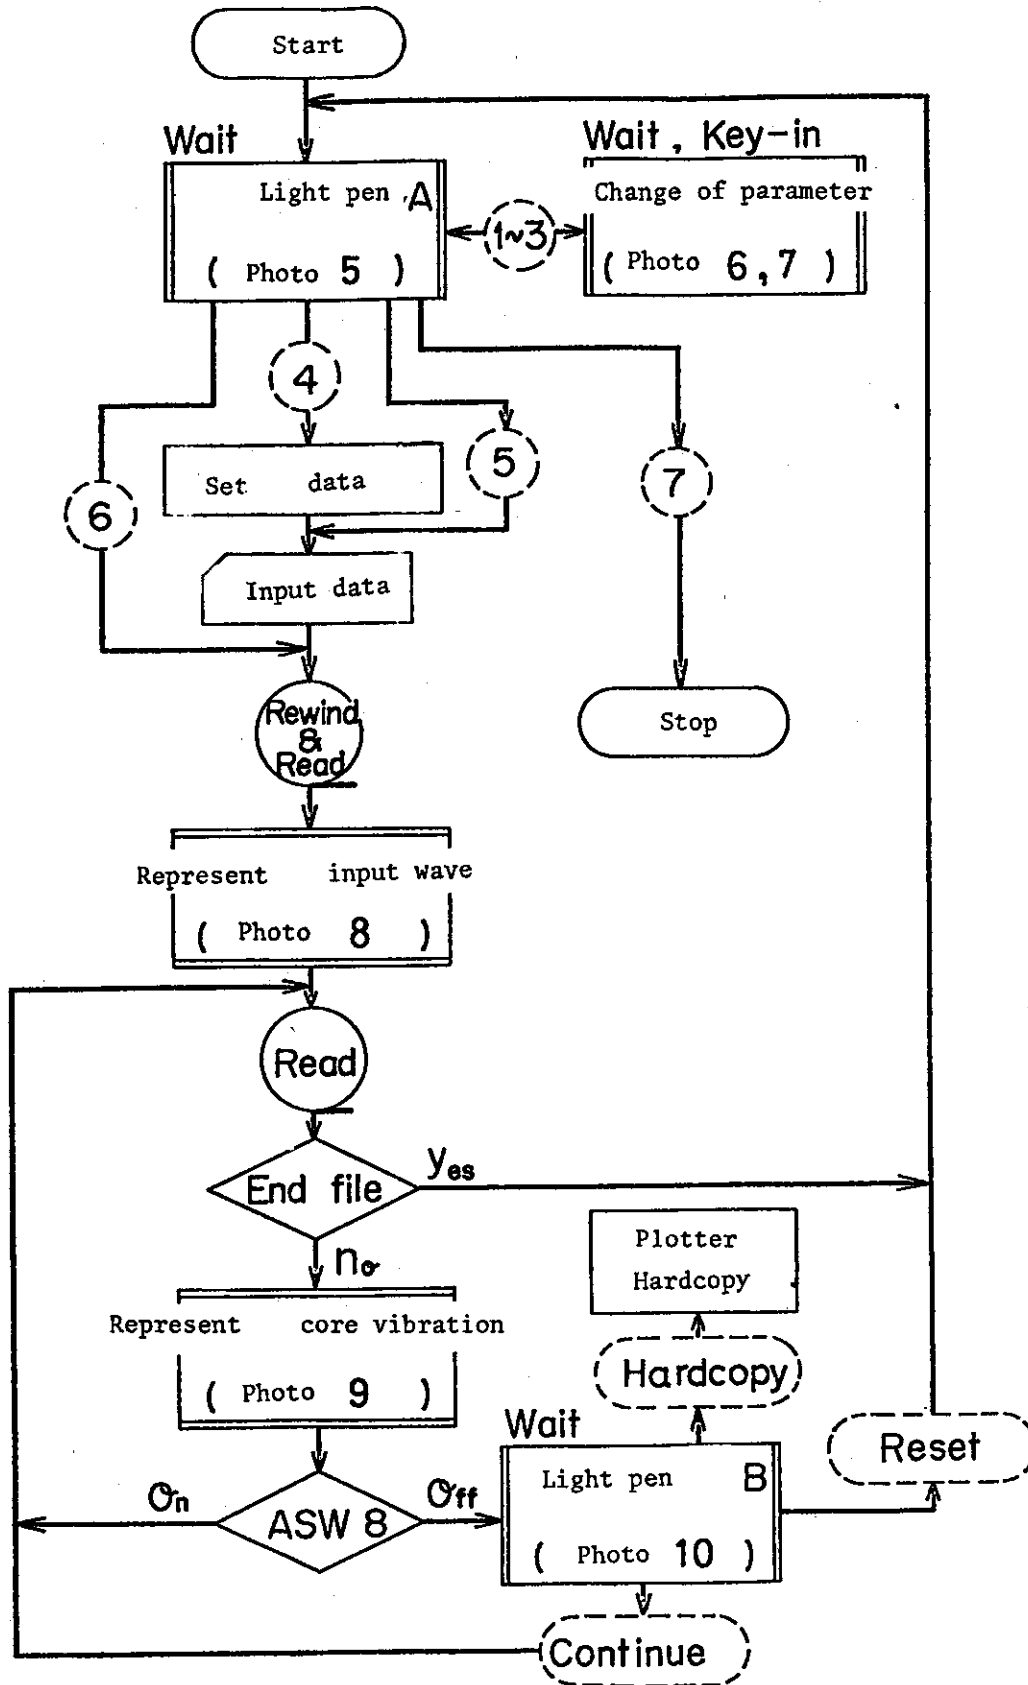 Start
Wait
Light pen A
( Photo 5 )
1~3
Wait, Key-in
Change of parameter
( Photo 6, 7 )
4
5
6
7
Set data
Input data
Rewind
&
Read
Stop
Represent input wave
( Photo 8 )
Read
End file
yes
no
Represent core vibration
( Photo 9 )
Plotter
Hardcopy
Hardcopy
ASW 8
On
Off
Wait
Light pen B
( Photo 10 )
Reset
Continue